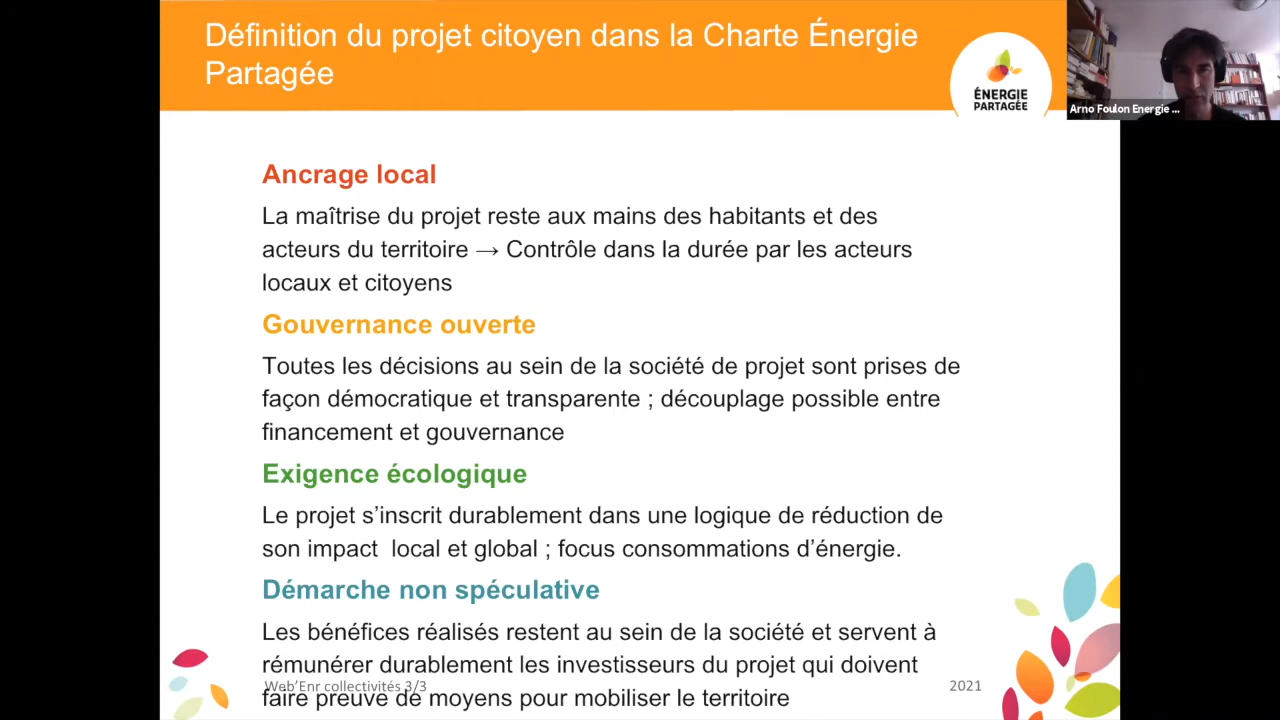 Définition du projet citoyen dans la Charte Énergie
Partagée
ÉNERGIE
PARTAGÉE
Arno Foulon Energie ...
Ancrage local
La maîtrise du projet reste aux mains des habitants et des
acteurs du territoire → Contrôle dans la durée par les acteurs
locaux et citoyens
Gouvernance ouverte
Toutes les décisions au sein de la société de projet sont prises de
façon démocratique et transparente ; découplage possible entre
financement et gouvernance
Exigence écologique
Le projet s’inscrit durablement dans une logique de réduction de
son impact  local et global ; focus consommations d’énergie.
Démarche non spéculative
Les bénéfices réalisés restent au sein de la société et servent à
rémunérer durablement les investisseurs du projet qui doivent
faire preuve de moyens pour mobiliser le territoire
Web’Enr collectivités 3/3
2021